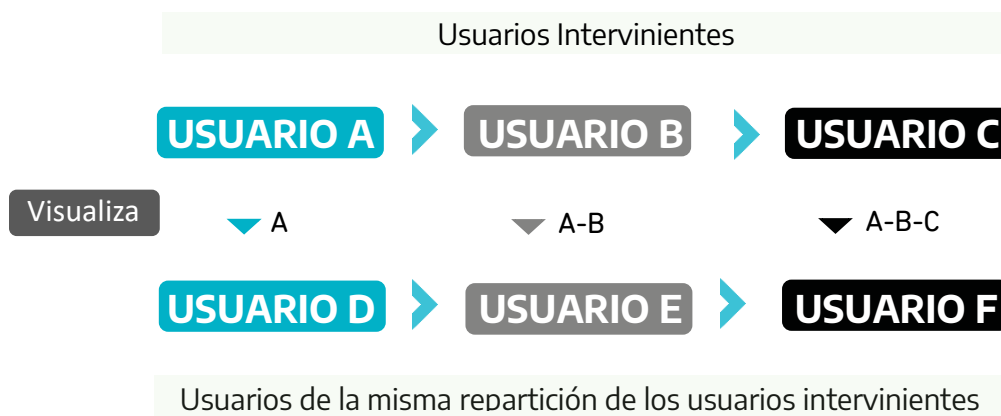 Usuarios Intervinientes
USUARIO A USUARIO B USUARIO C
Visualiza A A-B A-B-C
USUARIO D USUARIO E USUARIO F
Usuarios de la misma repartición de los usuarios intervinientes